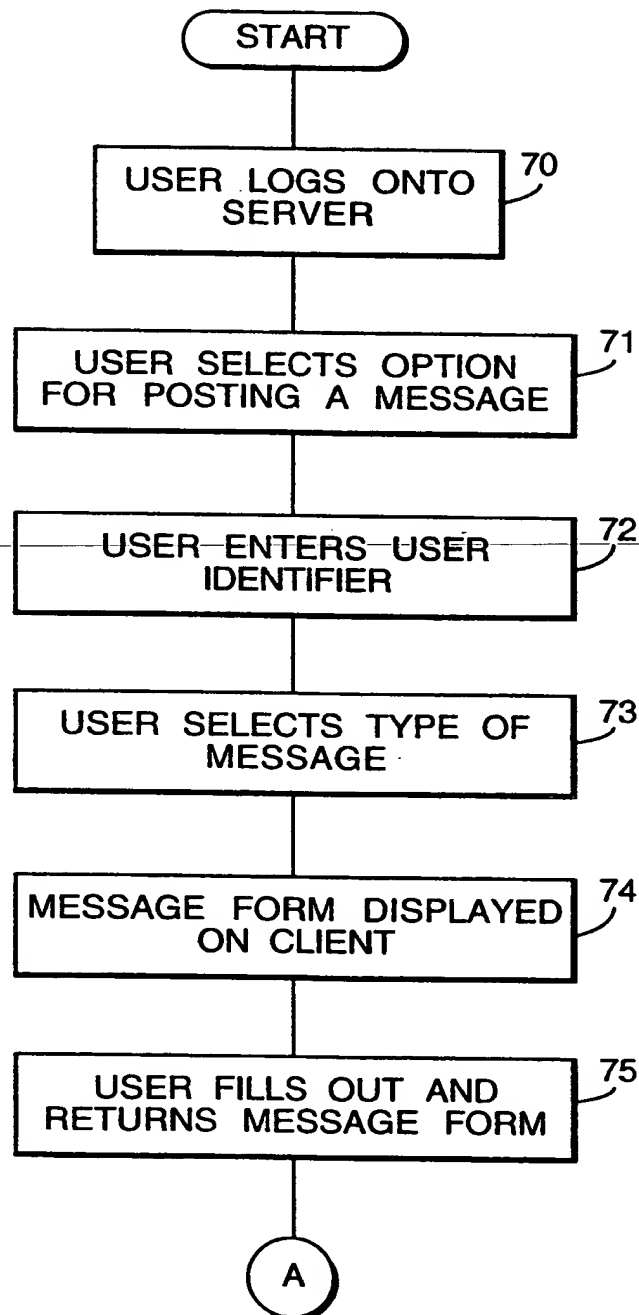 START
70
USER LOGS ONTO
SERVER
71
USER SELECTS OPTION
FOR POSTING A MESSAGE
72
USER ENTERS USER
IDENTIFIER
73
USER SELECTS TYPE OF
MESSAGE
74
MESSAGE FORM DISPLAYED
ON CLIENT
75
USER FILLS OUT AND
RETURNS MESSAGE FORM
A